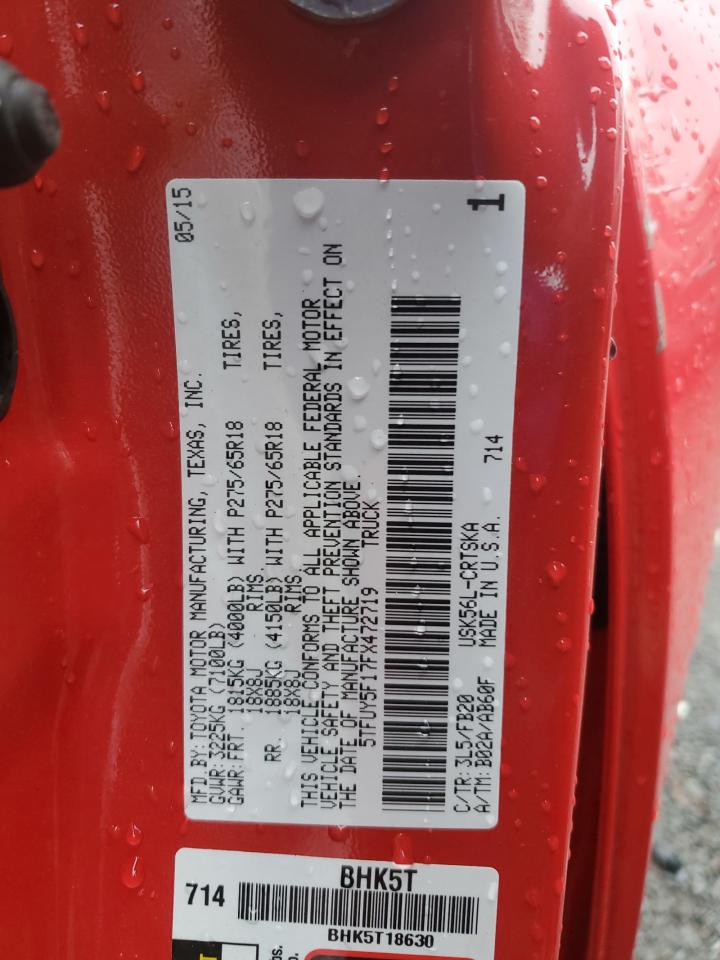 MFD.BY:TOYOTA MOTOR MANUFACTURING, TEXAS, INC. 05/15
GVWR:3225KG (7100LB)
GAWR:FRT. 1815KG (4000LB) WITH P275/65R18 TIRES,
18X8J RIMS.
RR. 1885KG (4150LB) WITH P275/65R18 TIRES,
18X8J RIMS.
THIS VEHICLE CONFORMS TO ALL APPLICABLE FEDERAL MOTOR
VEHICLE SAFETY AND THEFT PREVENTION STANDARDS IN EFFECT ON
THE DATE OF MANUFACTURE SHOWN ABOVE.
5TFUY5F17FX472719 TRUCK
C/TR:3L5/FB20 USK56L-CRTSKA 714
A/TM:B02A/AB60F MADE IN U.S.A. 1
BHK5T
714
BHK5T18630